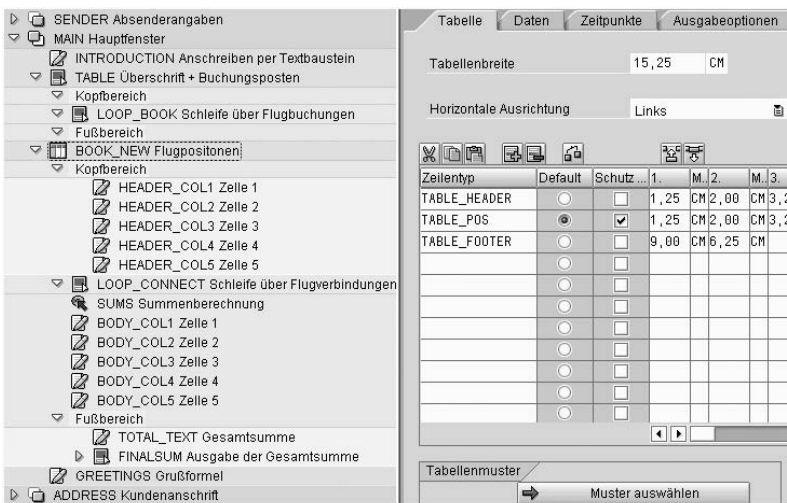 SENDER Absenderangaben
MAIN Hauptfenster
INTRODUCTION Anschreiben per Textbaustein
TABLE Überschrift + Buchungsposten
Kopfbereich
LOOP_BOOK Schleife über Flugbuchungen
Fußbereich
BOOK_NEW Flugpositonen
Kopfbereich
HEADER_COL1 Zelle 1
HEADER_COL2 Zelle 2
HEADER_COL3 Zelle 3
HEADER_COL4 Zelle 4
HEADER_COL5 Zelle 5
LOOP_CONNECT Schleife über Flugverbindungen
SUMS Summenberechnung
BODY_COL1 Zelle 1
BODY_COL2 Zelle 2
BODY_COL3 Zelle 3
BODY_COL4 Zelle 4
BODY_COL5 Zelle 5
Fußbereich
TOTAL_TEXT Gesamtsumme
FINALSUM Ausgabe der Gesamtsumme
GREETINGS Grußformel
ADDRESS Kundenanschrift
Tabelle Daten Zeitpunkte Ausgabeoptionen
Tabellenbreite 15,25 CM
Horizontale Ausrichtung Links
Zeilentyp Default Schutz ... 1. M.. 2. M.. 3.
TABLE_HEADER 1,25 CM 2,00 CM 3,2
TABLE_POS 1,25 CM 2,00 CM 3,2
TABLE_FOOTER 9,00 CM 6,25 CM
Tabellenmuster
Muster auswählen